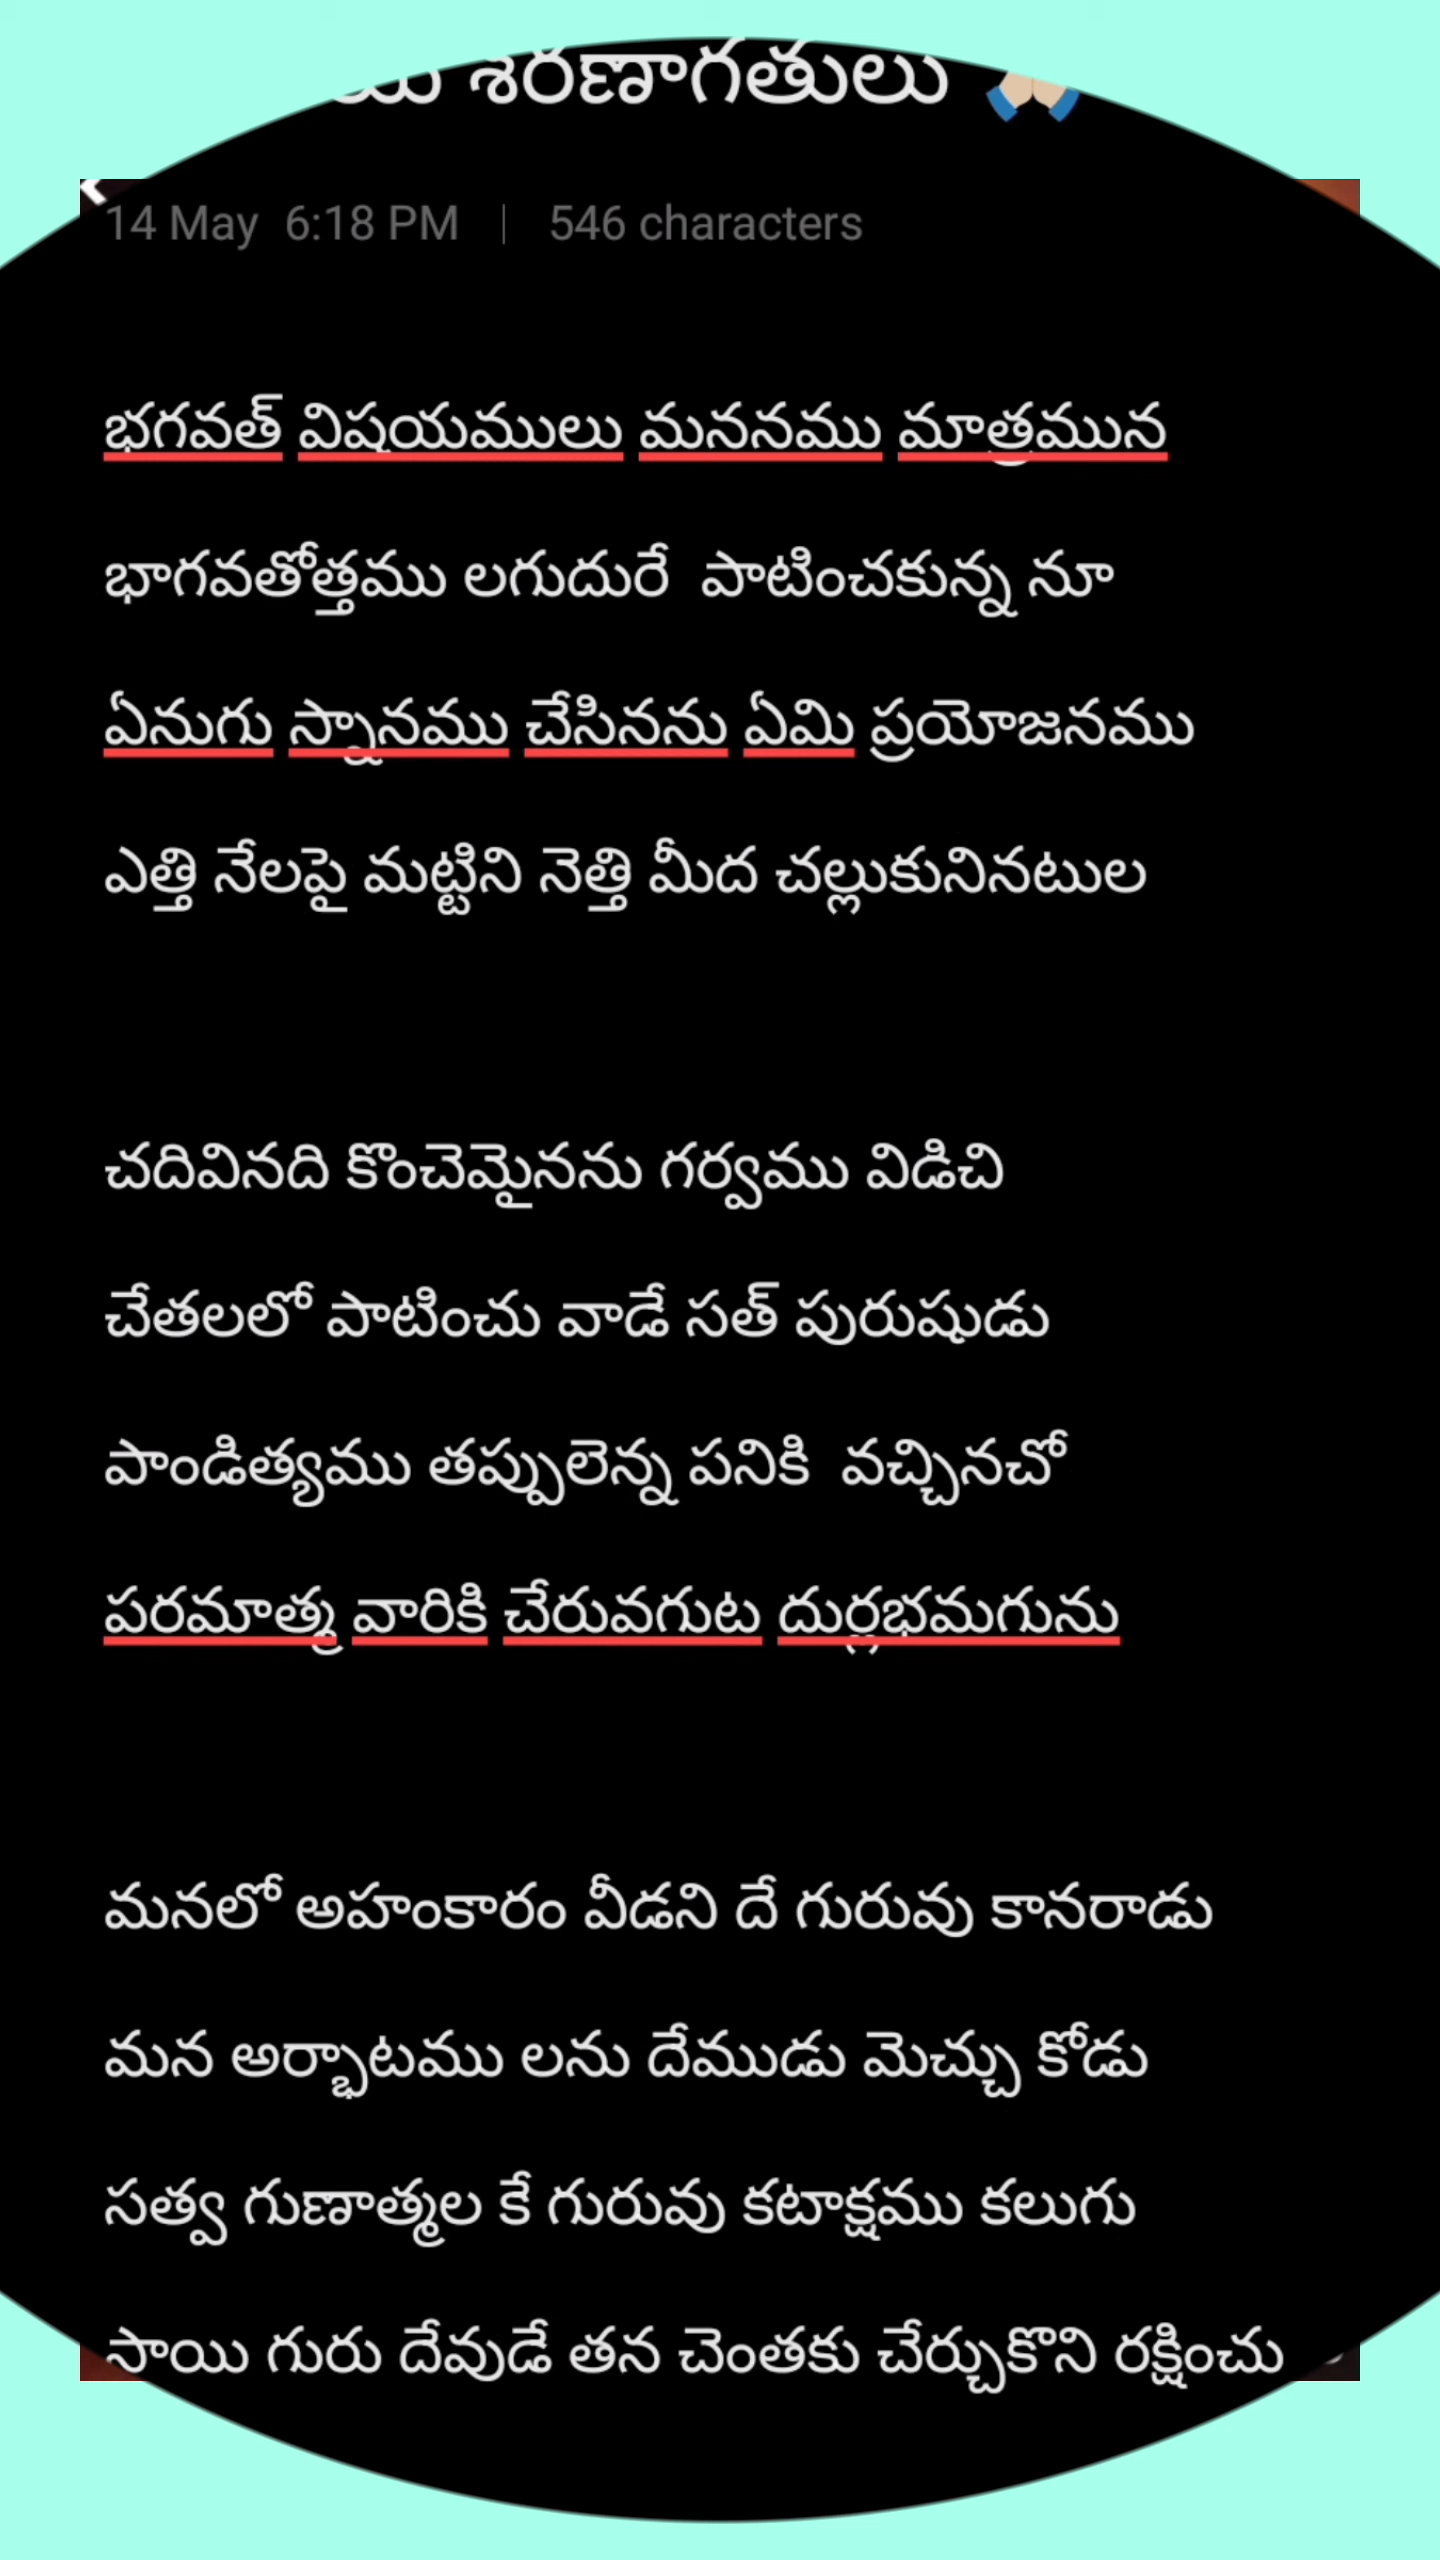 శరణాగతులు 🙏🏻
14 May 6:18 PM | 546 characters
భగవత్ విషయములు మననము మాత్రమున
భాగవతోత్తము లగుదురే పాటించకున్న నూ
ఏనుగు స్నానము చేసినను ఏమి ప్రయోజనము
ఎత్తి నేలపై మట్టిని నెత్తి మీద చల్లుకునినటుల
చదివినది కొంచెమైనను గర్వము విడిచి
చేతలలో పాటించు వాడే సత్ పురుషుడు
పాండిత్యము తప్పులెన్న పనికి వచ్చినచో
పరమాత్మ వారికి చేరువగుట దుర్లభమగును
మనలో అహంకారం వీడని దే గురువు కానరాడు
మన అర్భాటము లను దేముడు మెచ్చు కోడు
సత్వ గుణాత్మల కే గురువు కటాక్షము కలుగు
సాయి గురు దేవుడే తన చెంతకు చేర్చుకొని రక్షించు